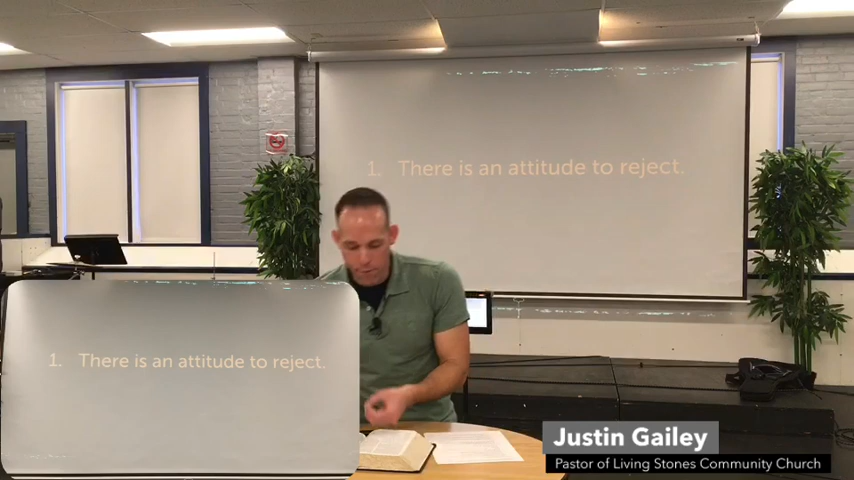 1. There is an attitude to reject.
1. There is an attitude to reject.
Justin Gailey
Pastor of Living Stones Community Church